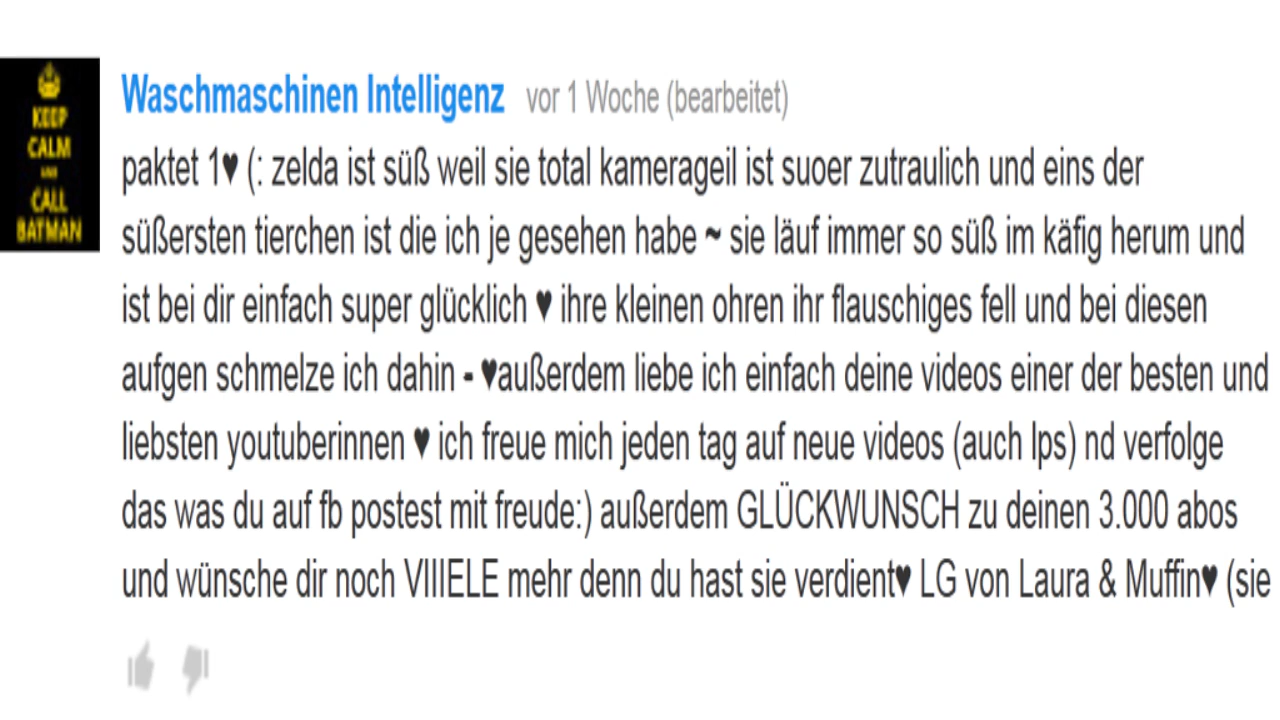 KEEP
CALM
AND
CALL
BATMAN
Waschmaschinen Intelligenz vor 1 Woche (bearbeitet)
paktet 1♥ (: zelda ist süß weil sie total kamerageil ist suoer zutraulich und eins der
süßersten tierchen ist die ich je gesehen habe ~ sie läuf immer so süß im käfig herum und
ist bei dir einfach super glücklich ♥ ihre kleinen ohren ihr flauschiges fell und bei diesen
aufgen schmelze ich dahin - ♥außerdem liebe ich einfach deine videos einer der besten und
liebsten youtuberinnen ♥ ich freue mich jeden tag auf neue videos (auch lps) nd verfolge
das was du auf fb postest mit freude:) außerdem GLÜCKWUNSCH zu deinen 3.000 abos
und wünsche dir noch VIIIELE mehr denn du hast sie verdient♥ LG von Laura & Muffin♥ (sie